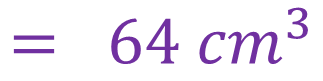 = 64 cm³